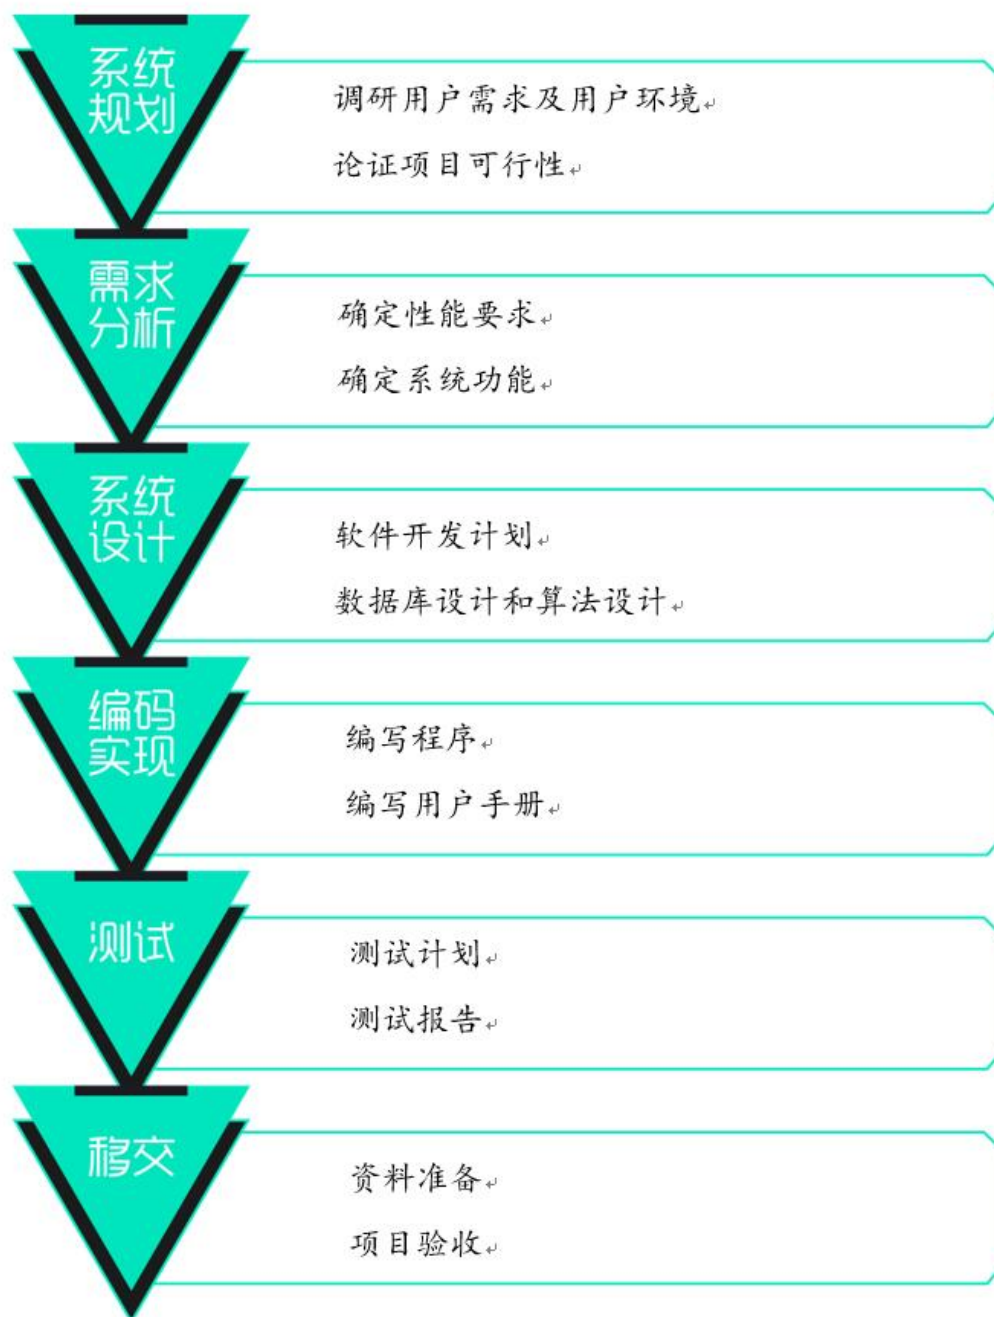 系统
规划
调研用户需求及用户环境
论证项目可行性
需求
分析
确定性能要求
确定系统功能
系统
设计
软件开发计划
数据库设计和算法设计
编码
实现
编写程序
编写用户手册
测试
测试计划
测试报告
移交
资料准备
项目验收